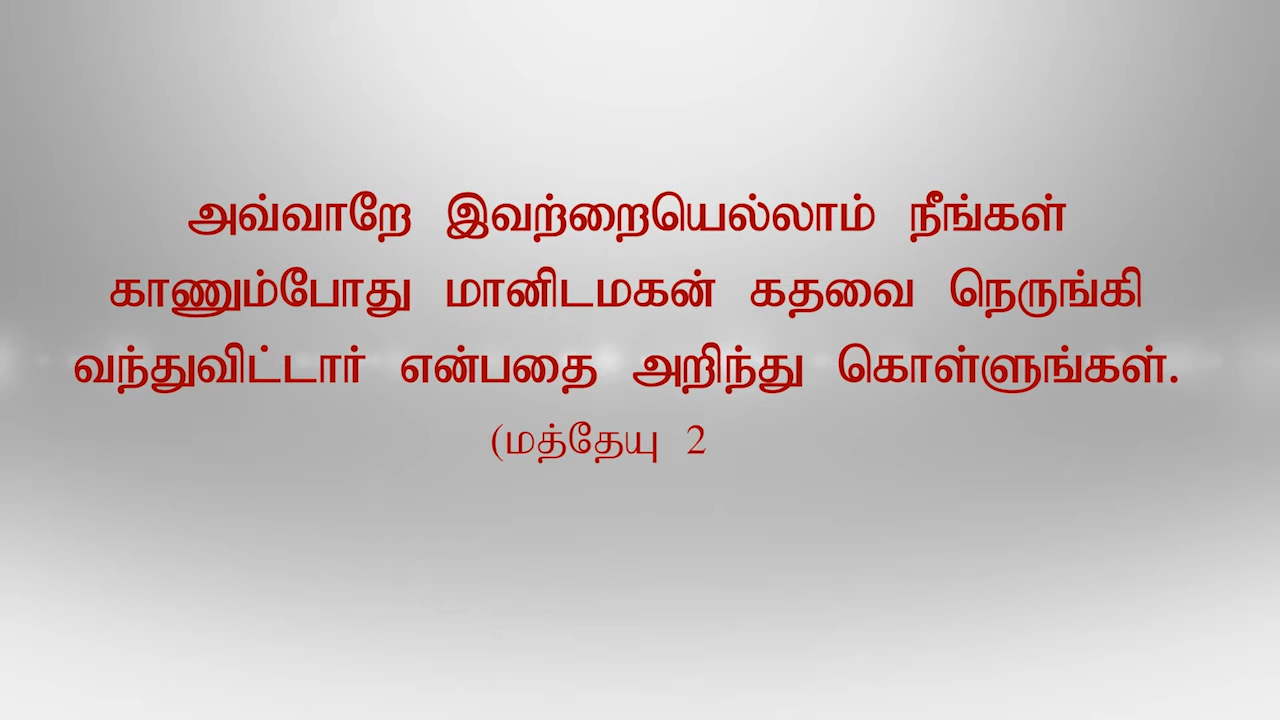 அவ்வாறே இவற்றையெல்லாம் நீங்கள்
காணும்போது மானிடமகன் கதவை நெருங்கி
வந்துவிட்டார் என்பதை அறிந்து கொள்ளுங்கள்.
(மத்தேயு 2